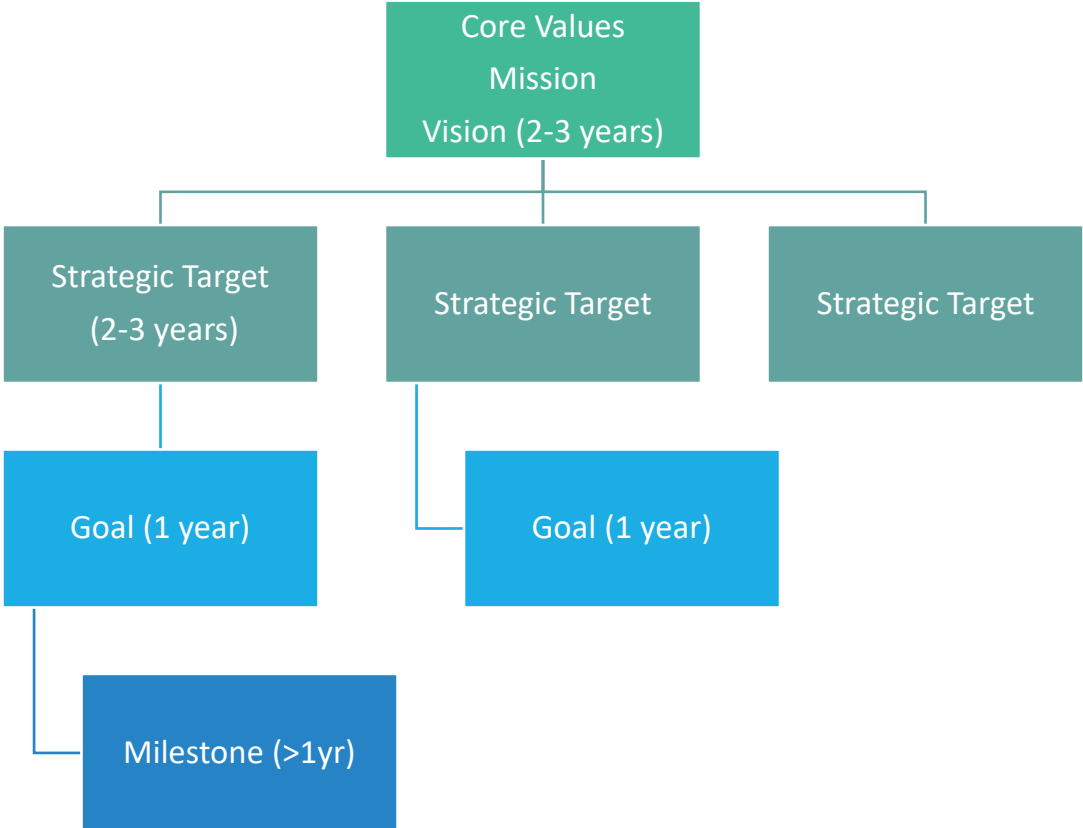 Core Values
Mission
Vision (2-3 years)
Strategic Target
(2-3 years)
Strategic Target
Strategic Target
Goal (1 year)
Goal (1 year)
Milestone (>1yr)